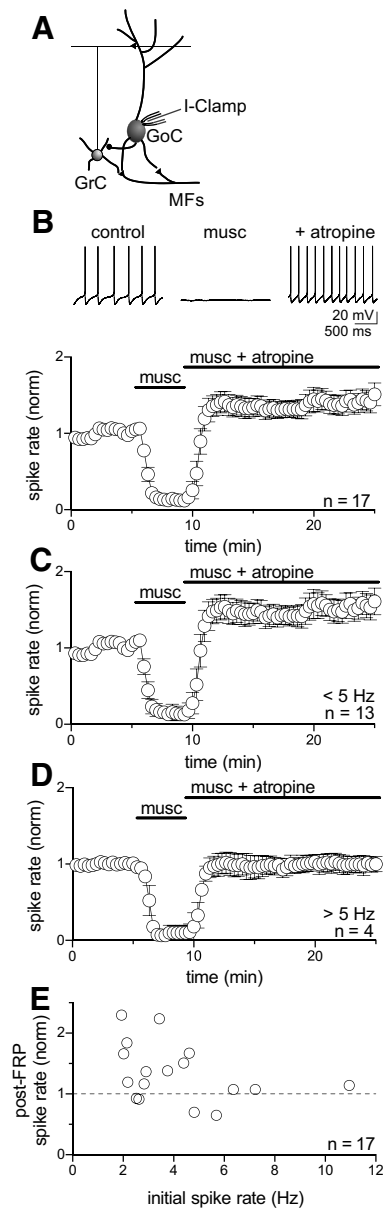 A
I-Clamp
GoC
GrC
MFs
B
control musc + atropine
20 mV
500 ms
musc + atropine
musc
2
1
0
spike rate (norm)
n = 17
0 10 20
time (min)
C
musc + atropine
musc
2
1
0
spike rate (norm)
< 5 Hz
n = 13
0 10 20
time (min)
D
musc + atropine
musc
2
1
0
spike rate (norm)
> 5 Hz
n = 4
0 10 20
time (min)
E
2
1
0
post-FRP
spike rate (norm)
n = 17
0 2 4 6 8 10 12
initial spike rate (Hz)